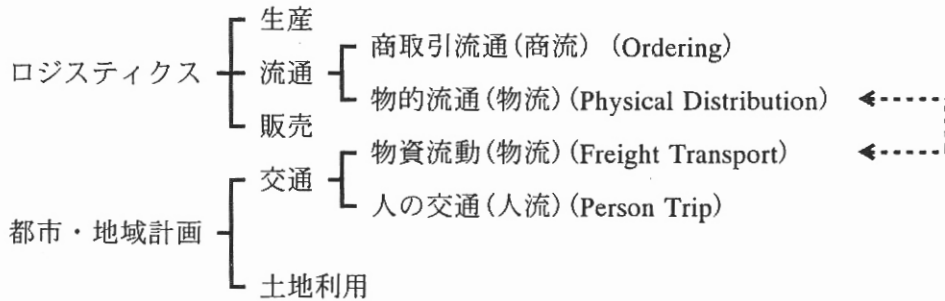 生産
商取引流通(商流) (Ordering)
ロジスティクス
流通
物的流通(物流)(Physical Distribution)
販売
物資流動(物流)(Freight Transport)
交通
人の交通(人流)(Person Trip)
都市・地域計画
土地利用